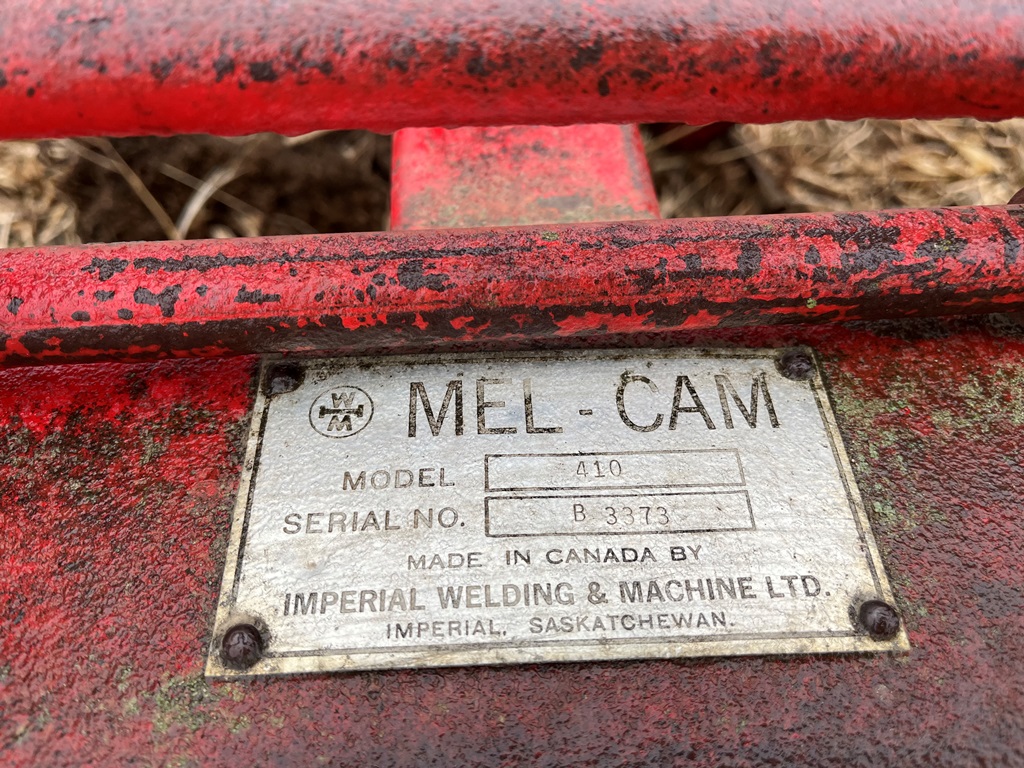 W M MEL - CAM
MODEL 410
SERIAL NO. B 3373
MADE IN CANADA BY
IMPERIAL WELDING & MACHINE LTD.
IMPERIAL, SASKATCHEWAN.